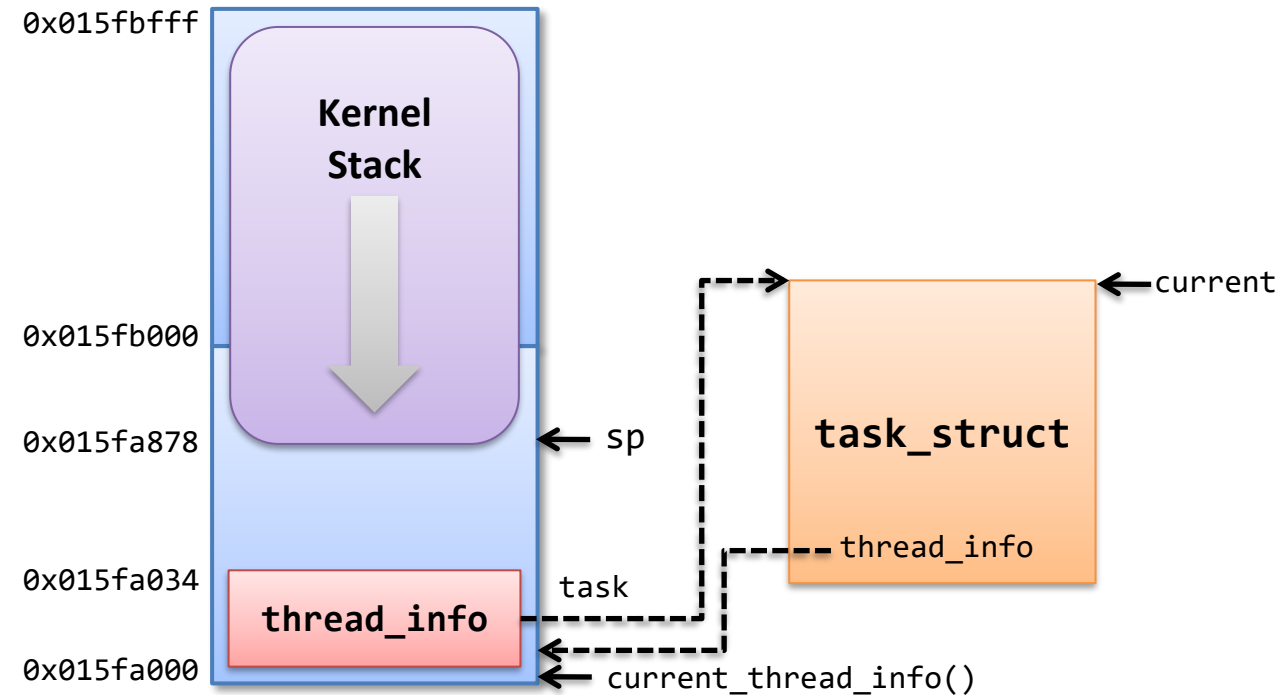 0x015fbfff
Kernel
Stack
current
0x015fb000
0x015fa878
sp
task_struct
thread_info
0x015fa034
task
thread_info
0x015fa000
current_thread_info()